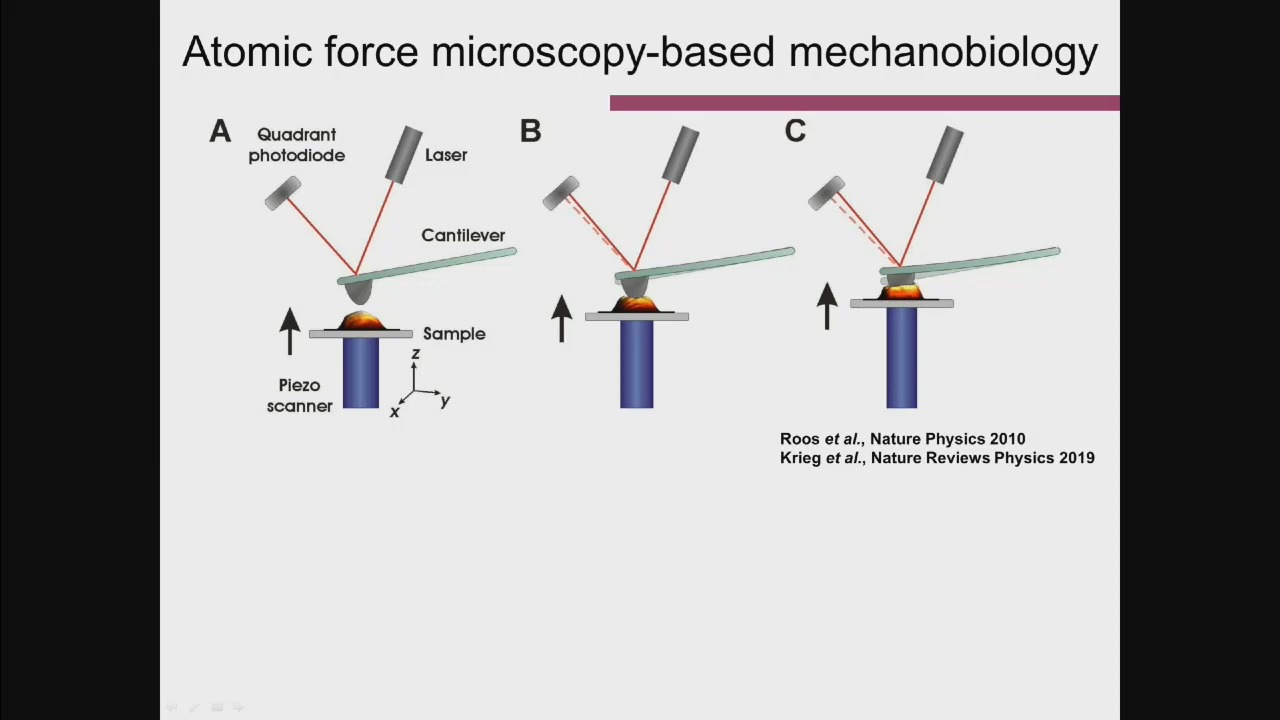 Atomic force microscopy-based mechanobiology
A
Quadrant
photodiode
Laser
Cantilever
Sample
Piezo
scanner
z
x
y
B
C
Roos et al., Nature Physics 2010
Krieg et al., Nature Reviews Physics 2019